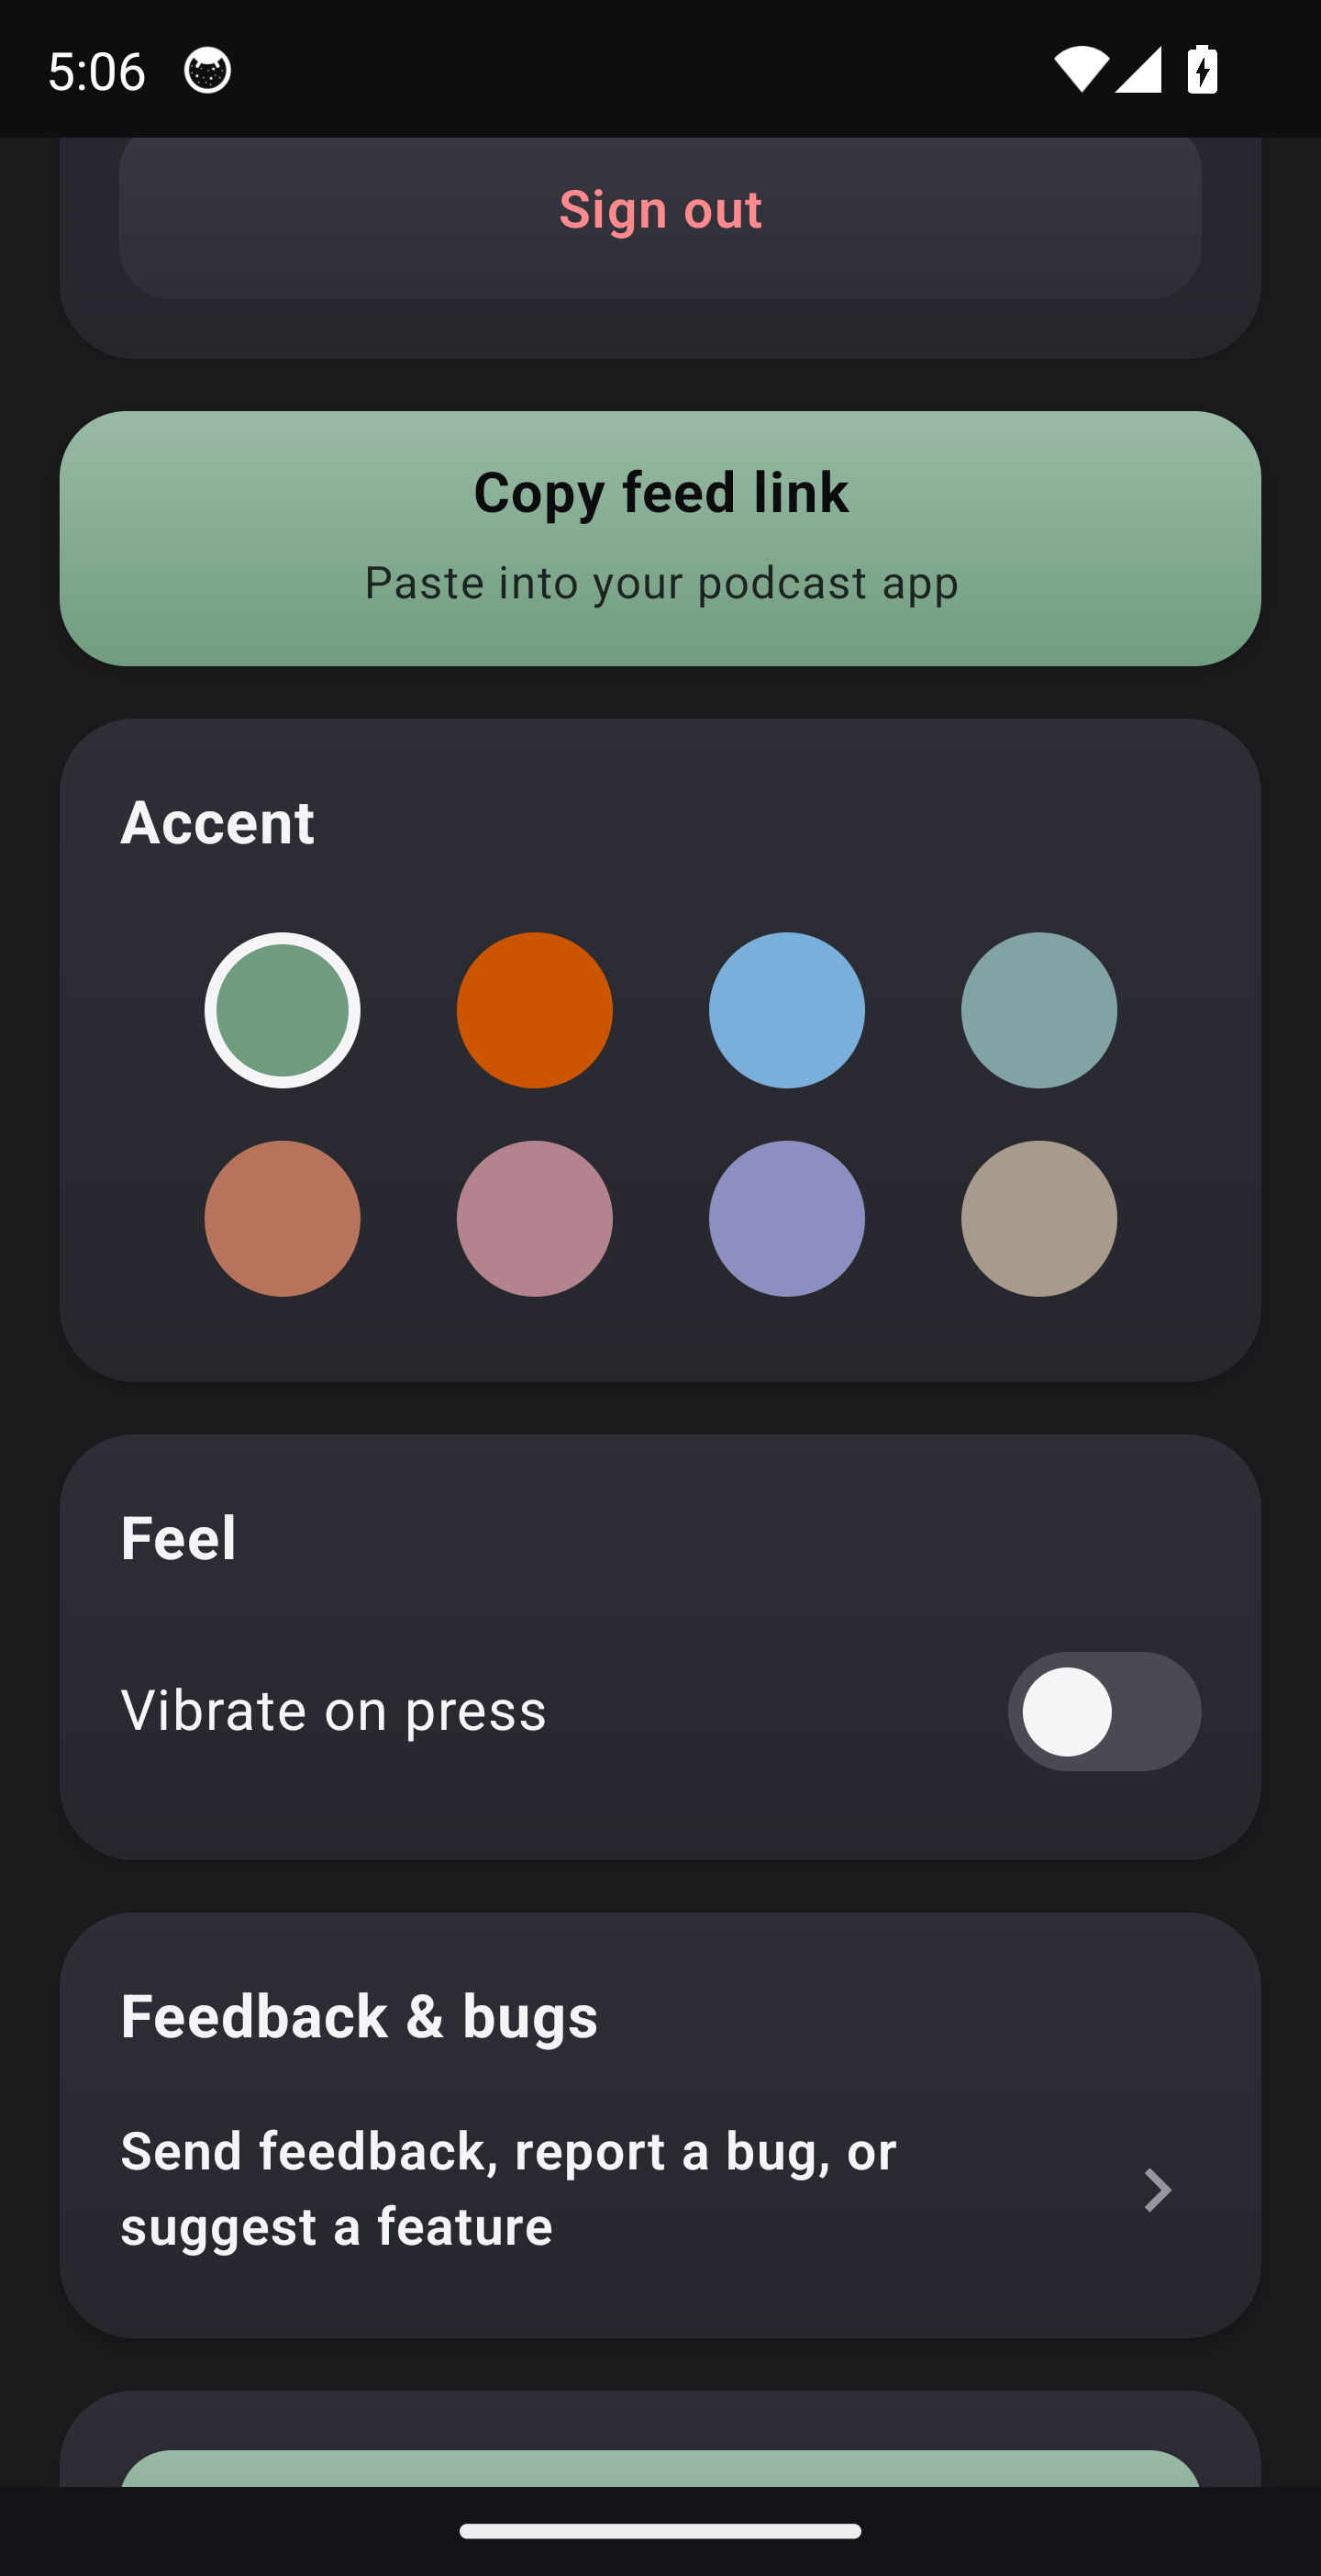 5:06
Sign out
Copy feed link
Paste into your podcast app
Accent
Feel
Vibrate on press
Feedback & bugs
Send feedback, report a bug, or
suggest a feature